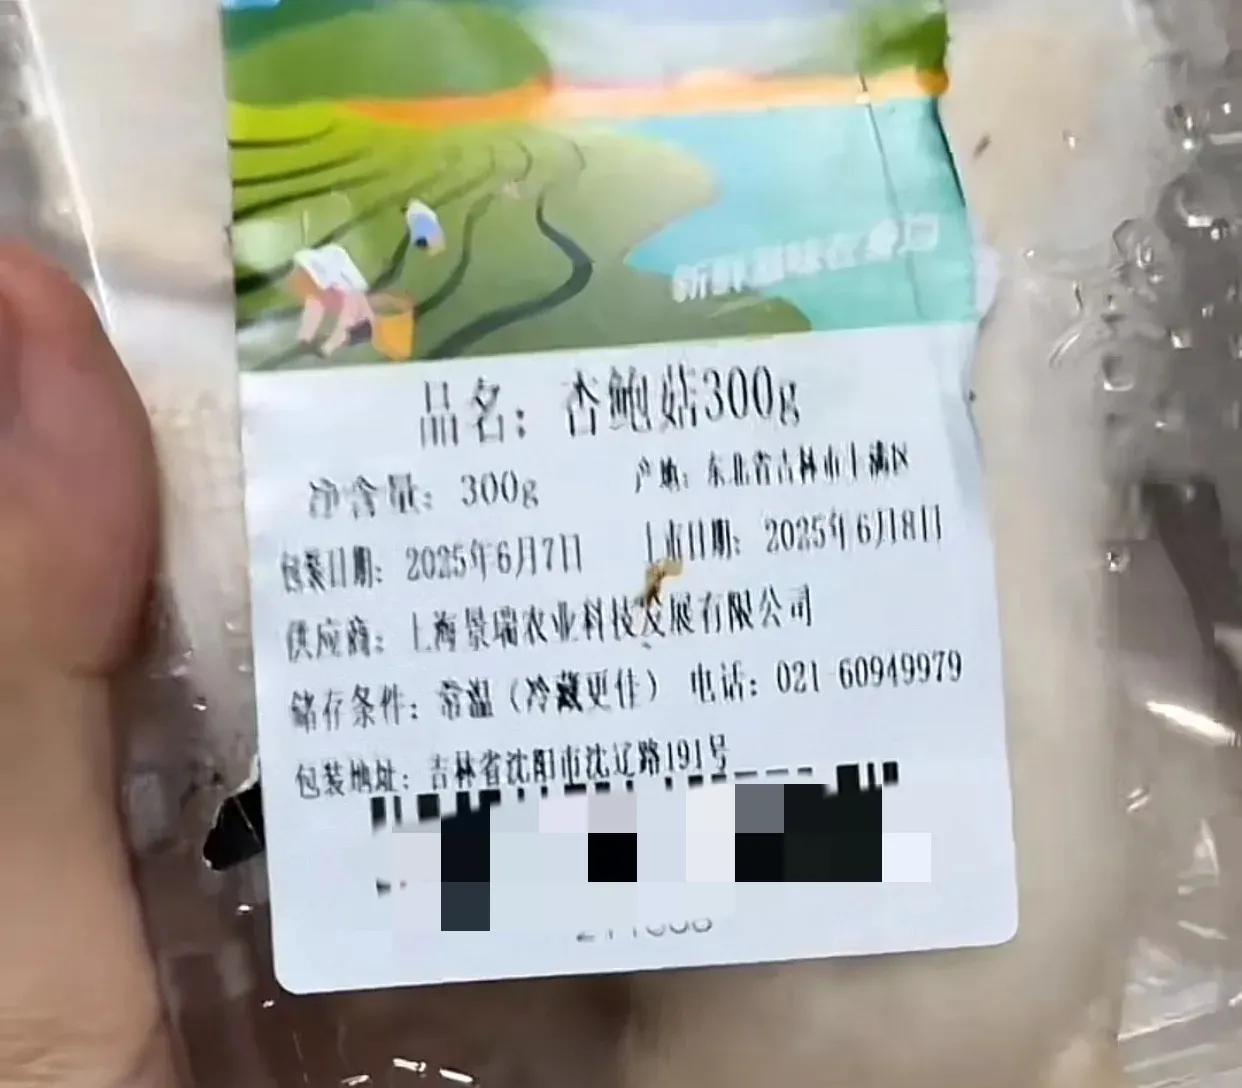 新鲜趣味在身边
品名：杏鲍菇300g
净含量：300g 产地：东北省吉林市丰满区
包装日期：2025年6月7日 上市日期：2025年6月8日
供应商：上海景瑞农业科技发展有限公司
储存条件：常温（冷藏更佳） 电话：021-60949979
包装地址：吉林省沈阳市沈辽路191号